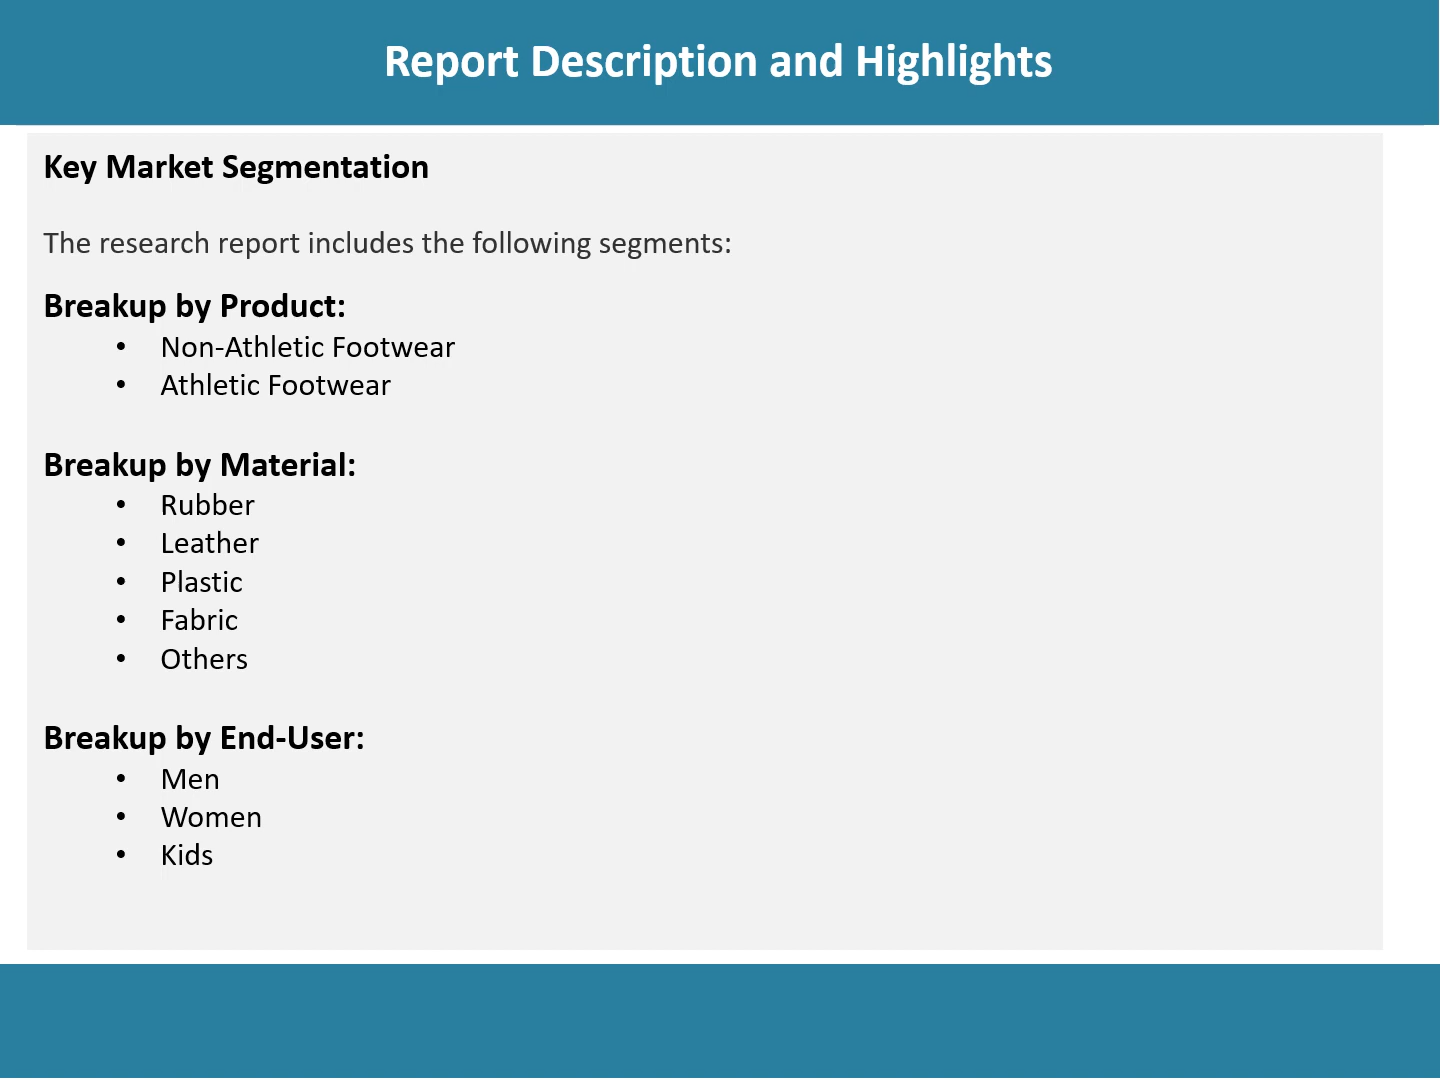 Report Description and Highlights
Key Market Segmentation
The research report includes the following segments:
Breakup by Product:
• Non-Athletic Footwear
• Athletic Footwear
Breakup by Material:
• Rubber
• Leather
• Plastic
• Fabric
• Others
Breakup by End-User:
• Men
• Women
• Kids